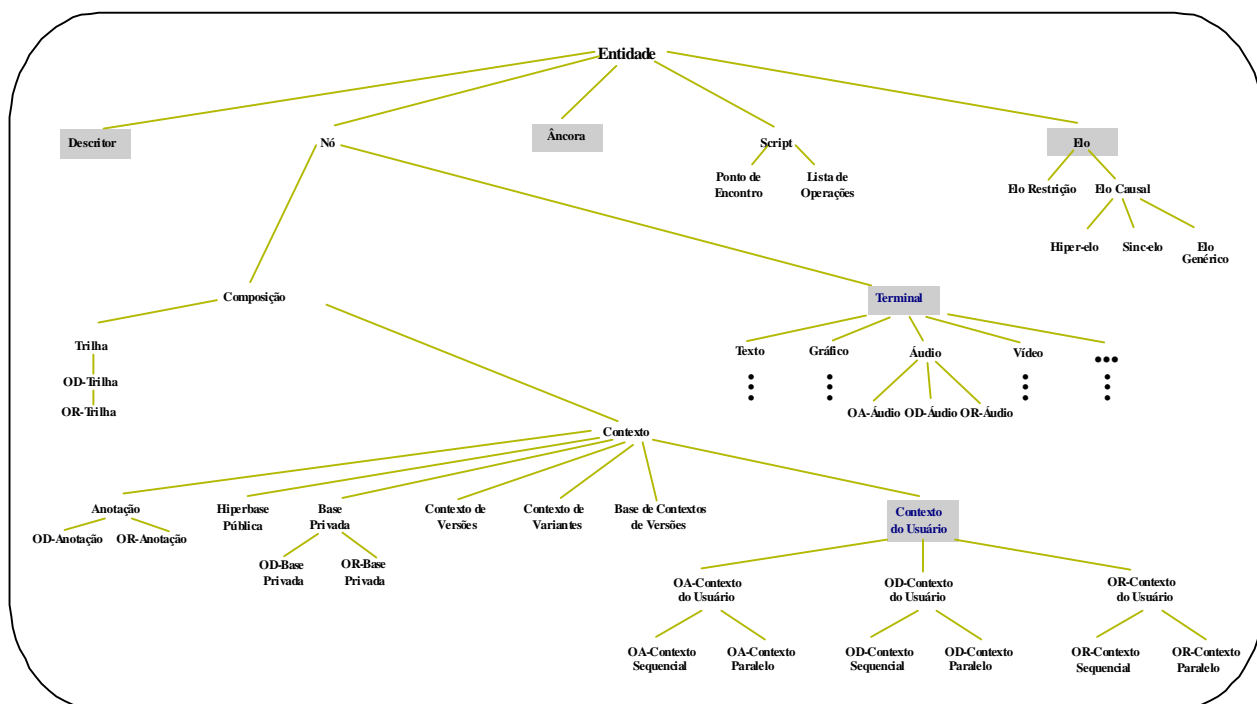 Entidade
Descritor
Nó
Âncora
Script
Elo
Ponto de
Encontro
Lista de
Operações
Elo Restrição
Elo Causal
Hiper-elo
Sinc-elo
Elo
Genérico
Composição
Terminal
Trilha
OD-Trilha
OR-Trilha
Texto
Gráfico
Áudio
Vídeo
•••
OA-Áudio
OD-Áudio
OR-Áudio
Contexto
Anotação
OD-Anotação
OR-Anotação
Hiperbase
Pública
Base
Privada
OD-Base
Privada
OR-Base
Privada
Contexto de
Versões
Contexto de
Variantes
Base de Contextos
de Versões
Contexto
do Usuário
OA-Contexto
do Usuário
OD-Contexto
do Usuário
OR-Contexto
do Usuário
OA-Contexto
Sequencial
OA-Contexto
Paralelo
OD-Contexto
Sequencial
OD-Contexto
Paralelo
OR-Contexto
Sequencial
OR-Contexto
Paralelo